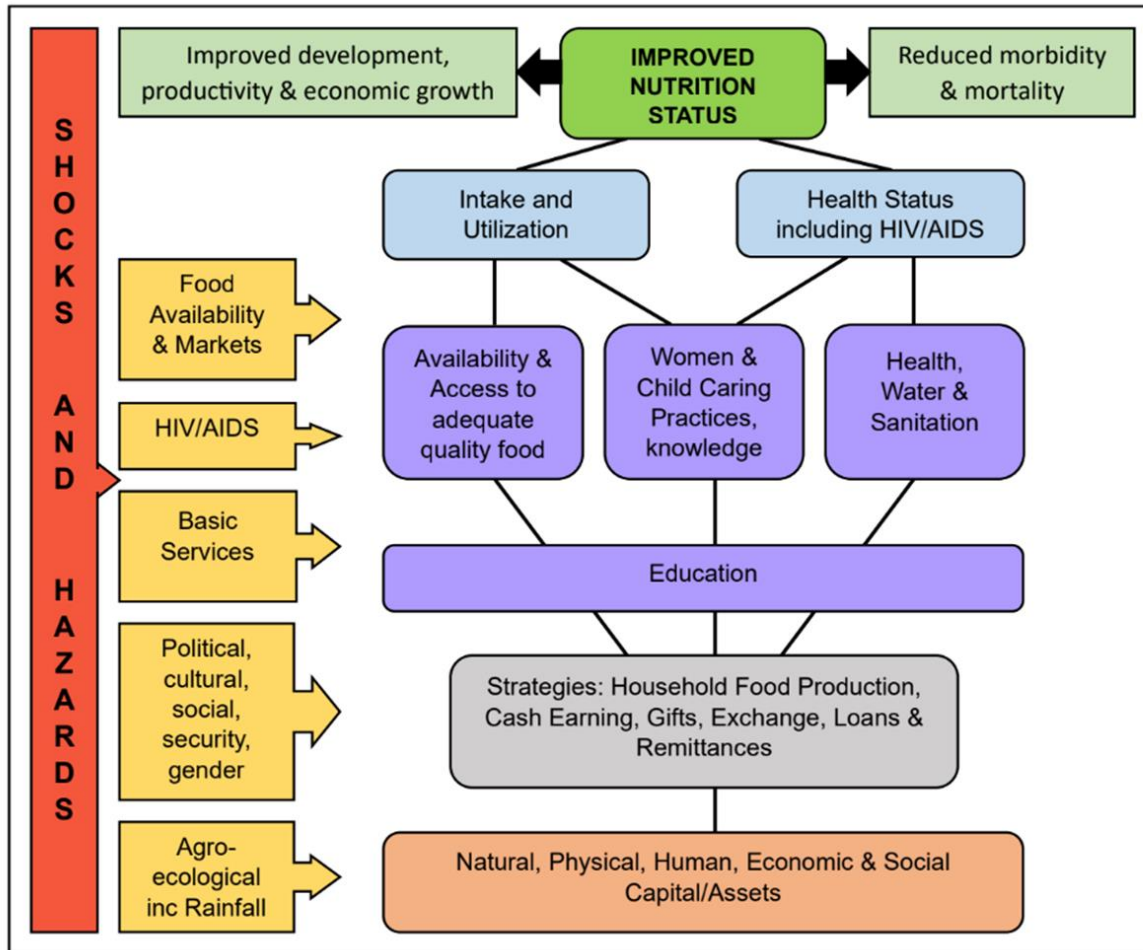 SHOCKS AND HAZARDS
Improved development,
productivity & economic growth
IMPROVED
NUTRITION
STATUS
Reduced morbidity
& mortality
Intake and
Utilization
Health Status
including HIV/AIDS
Food
Availability
& Markets
Availability &
Access to
adequate
quality food
Women &
Child Caring
Practices,
knowledge
Health,
Water &
Sanitation
HIV/AIDS
Basic
Services
Education
Political,
cultural,
social,
security,
gender
Strategies: Household Food Production,
Cash Earning, Gifts, Exchange, Loans &
Remittances
Agro-
ecological
inc Rainfall
Natural, Physical, Human, Economic & Social
Capital/Assets